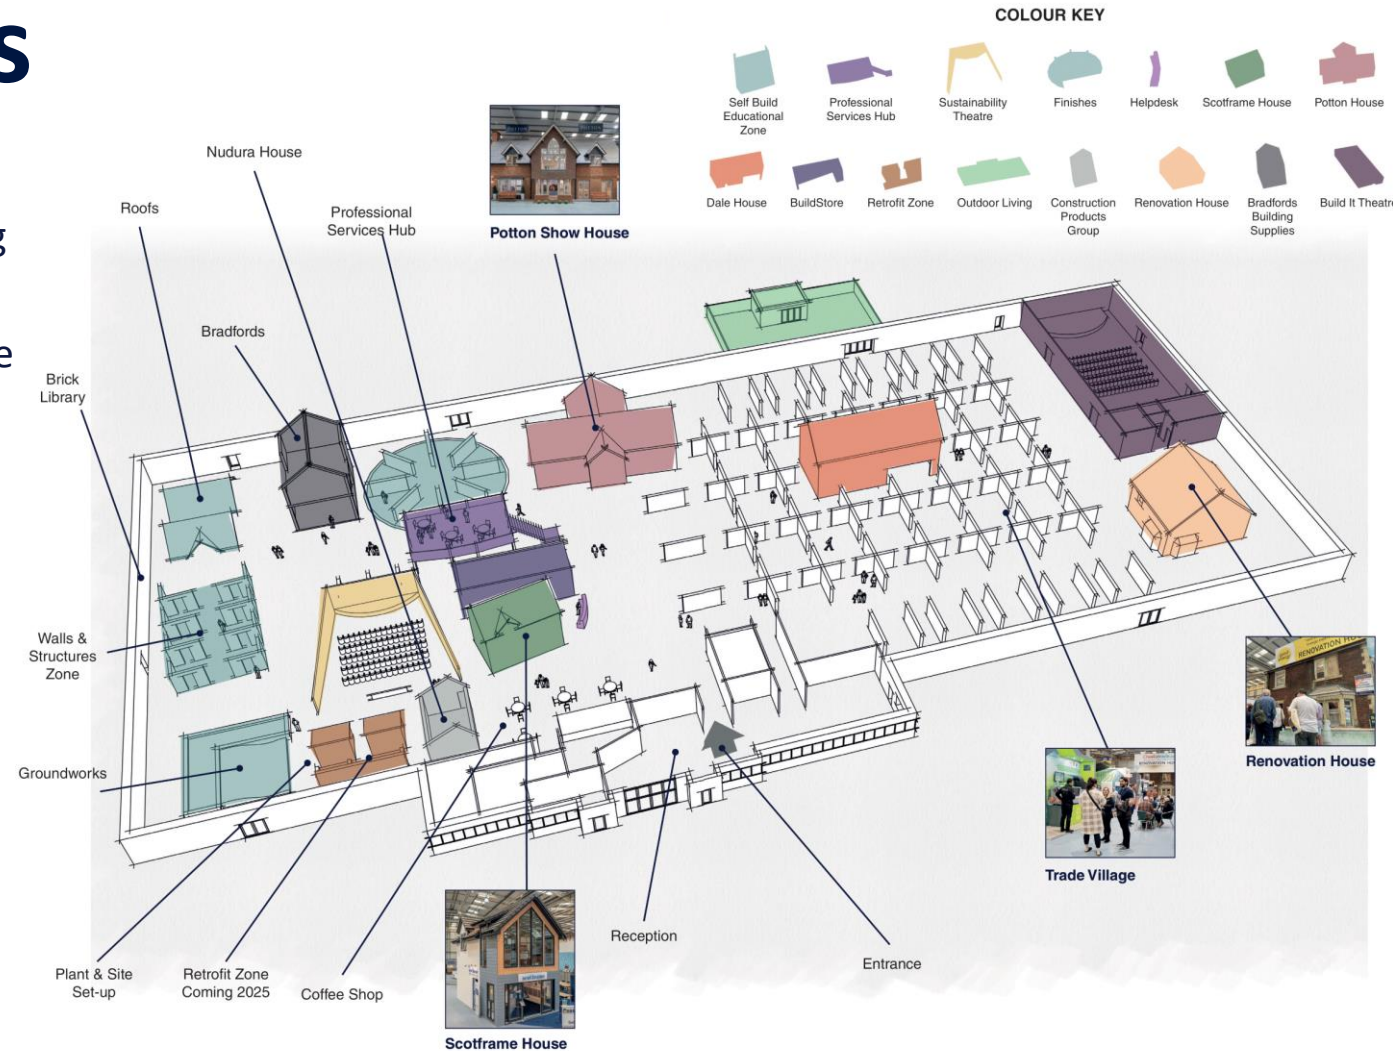 s
COLOUR KEY
Self Build
Educational
Zone
Professional
Services Hub
Sustainability
Theatre
Finishes
Helpdesk
Scotframe House
Potton House
Dale House
BuildStore
Retrofit Zone
Outdoor Living
Construction
Products
Group
Renovation House
Bradfords
Building
Supplies
Build It Theatre
Nudura House
Roofs
Professional
Services Hub
Potton Show House
g
Bradfords
e
Brick
Library
Walls &
Structures
Zone
Groundworks
RENOVATION HO
Renovation House
Trade Village
Plant & Site
Set-up
Retrofit Zone
Coming 2025
Coffee Shop
Reception
Entrance
Scotframe House